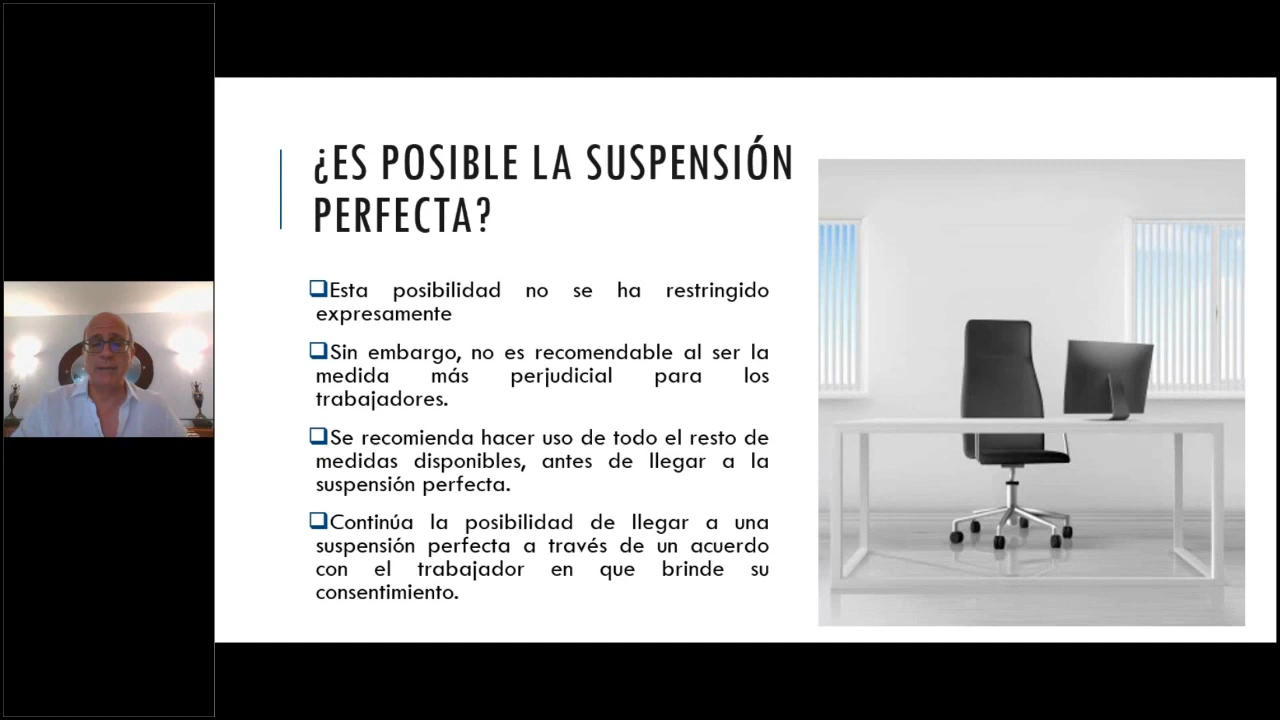 ¿ES POSIBLE LA SUSPENSIÓN
PERFECTA?
Esta posibilidad no se ha restringido
expresamente
Sin embargo, no es recomendable al ser la
medida más perjudicial para los
trabajadores.
Se recomienda hacer uso de todo el resto de
medidas disponibles, antes de llegar a la
suspensión perfecta.
Continúa la posibilidad de llegar a una
suspensión perfecta a través de un acuerdo
con el trabajador en que brinde su
consentimiento.